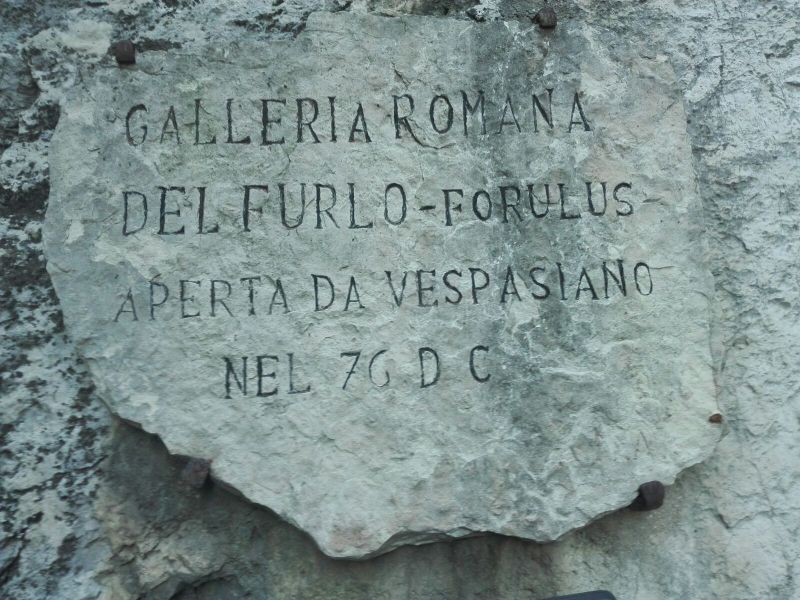 GALLERIA ROMANA
DEL FURLO-FORULUS
APERTA DA VESPASIANO
NEL 76 D C